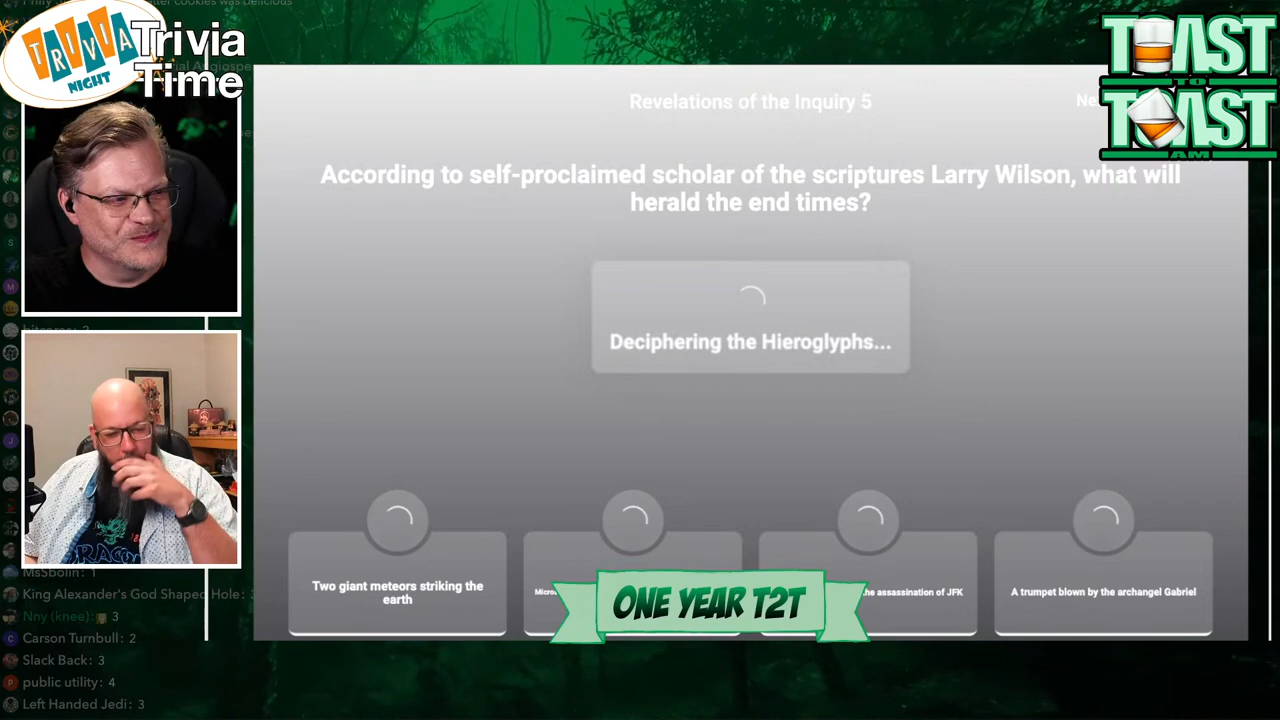 TRIVIA
NIGHT
Trivia
Time
TOAST
TO
TOAST
AM
Revelations of the Inquiry 5
According to self-proclaimed scholar of the scriptures Larry Wilson, what will
herald the end times?
Deciphering the Hieroglyphs...
Two giant meteors striking the
earth
the assassination of JFK
A trumpet blown by the archangel Gabriel
ONE YEAR T2T
MsSbolin: 1
King Alexander's God Shaped Hole: 3
Nny (knee): 3
Carson Turnbull: 2
Slack Back: 3
public utility: 4
Left Handed Jedi: 3